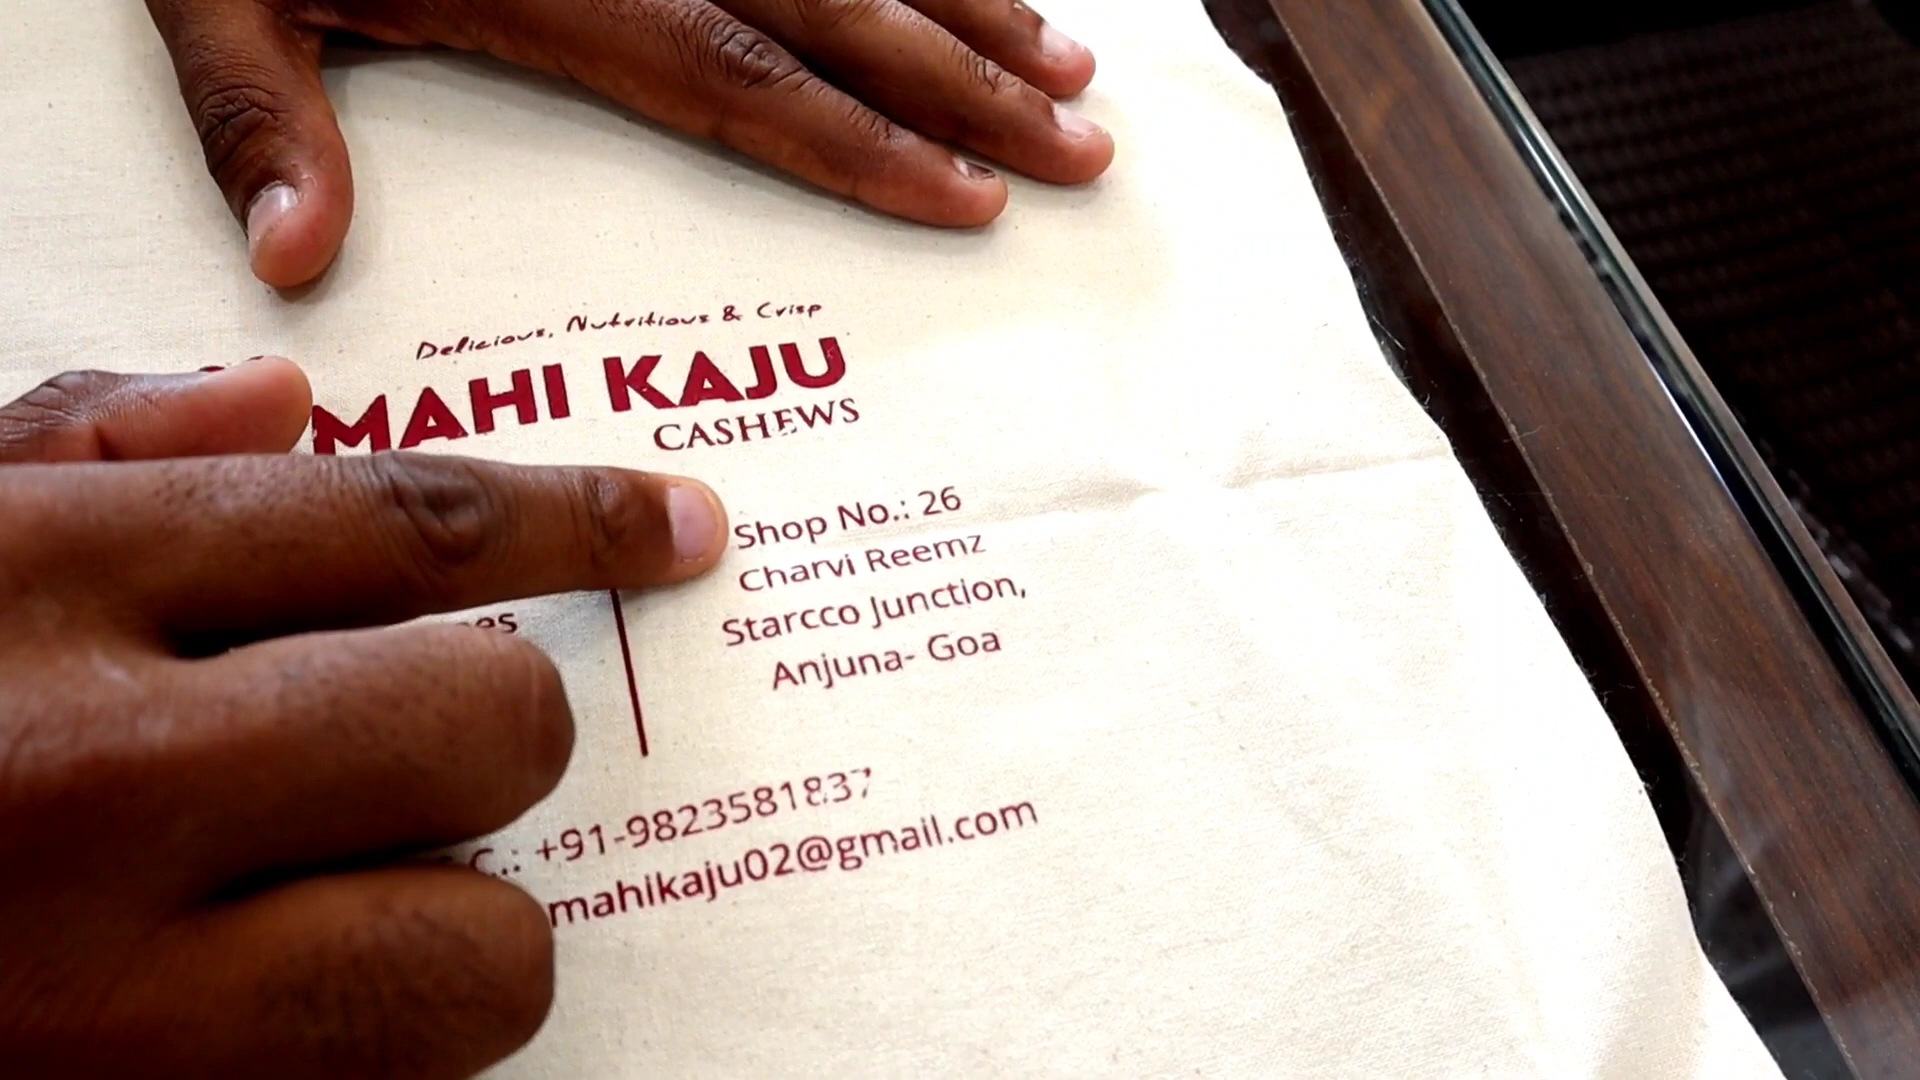 Delicious, Nutritious & Crisp
MAHI KAJU
CASHEWS
Shop No.: 26
Charvi Reemz
Starcco Junction,
Anjuna- Goa
C.: +91-9823581837
mahikaju02@gmail.com